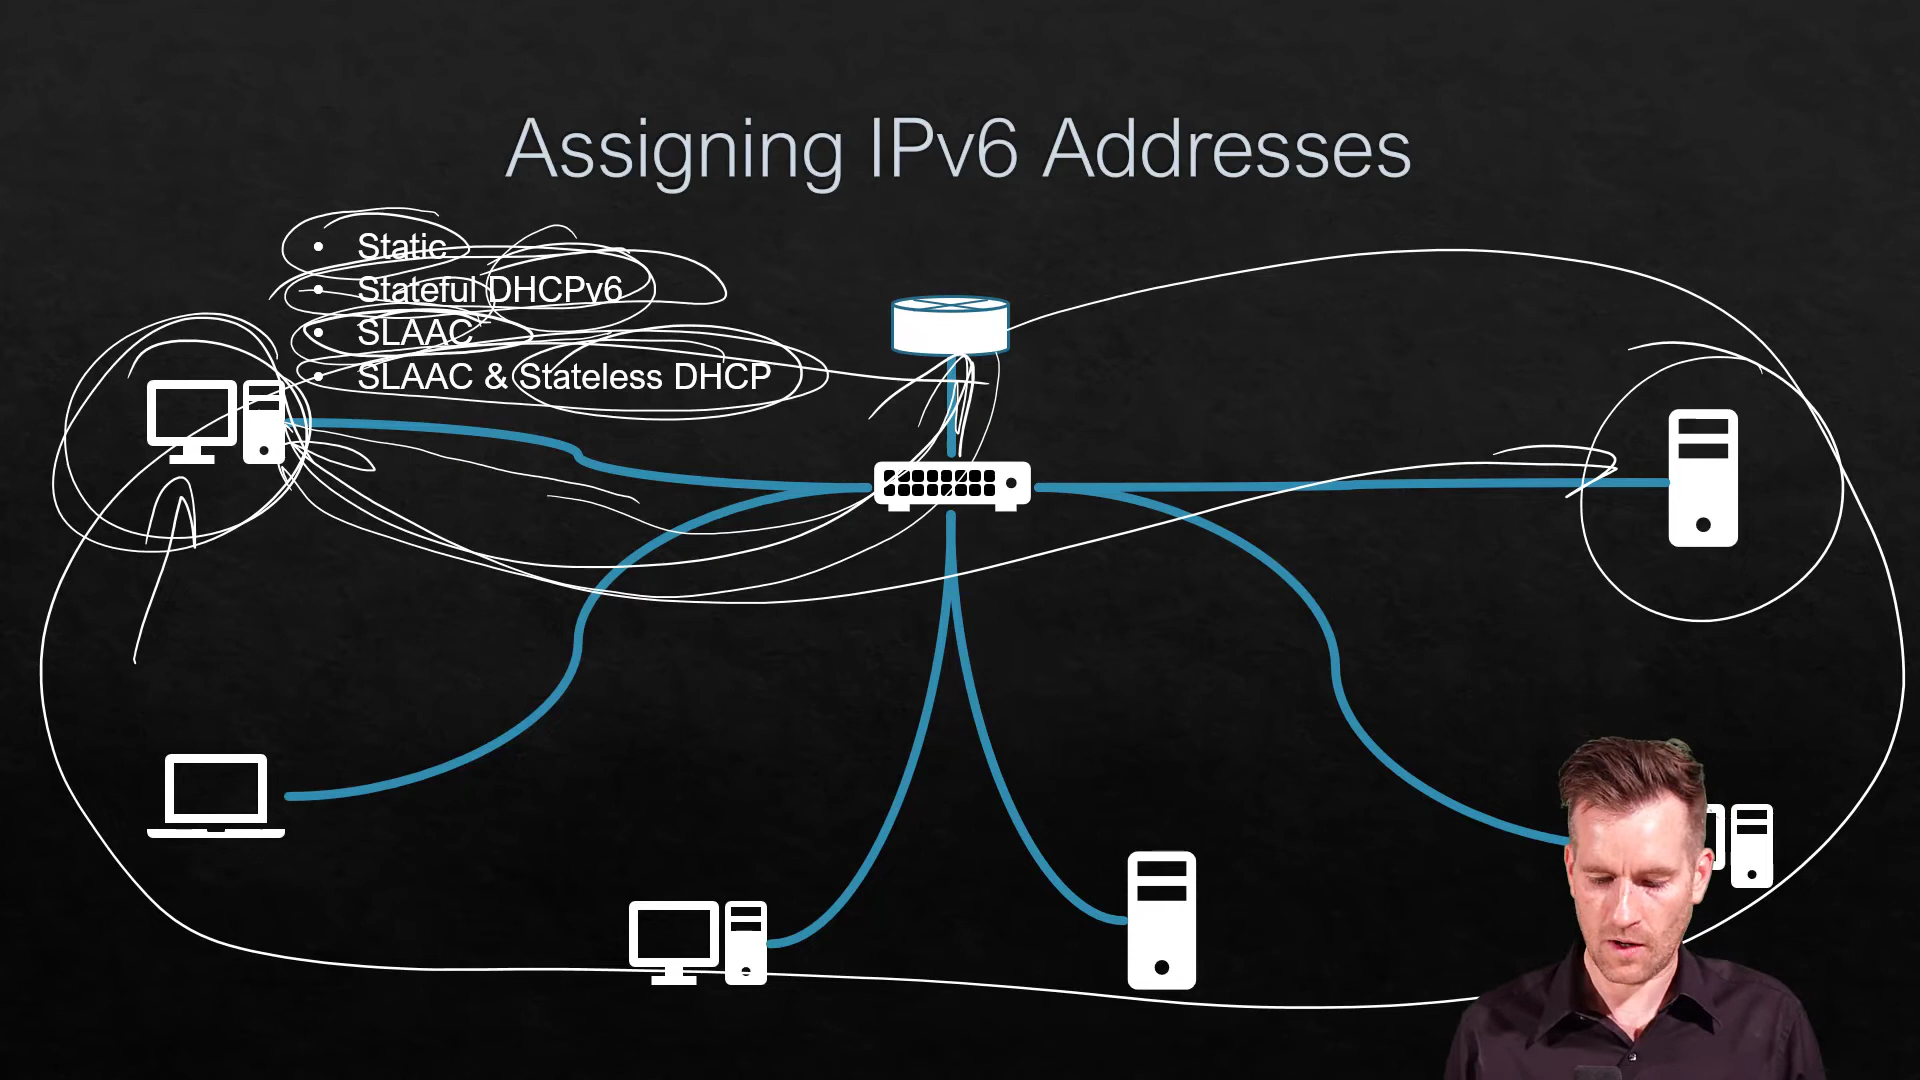 Assigning IPv6 Addresses
• Static
• Stateful DHCPv6
• SLAAC
• SLAAC & Stateless DHCP